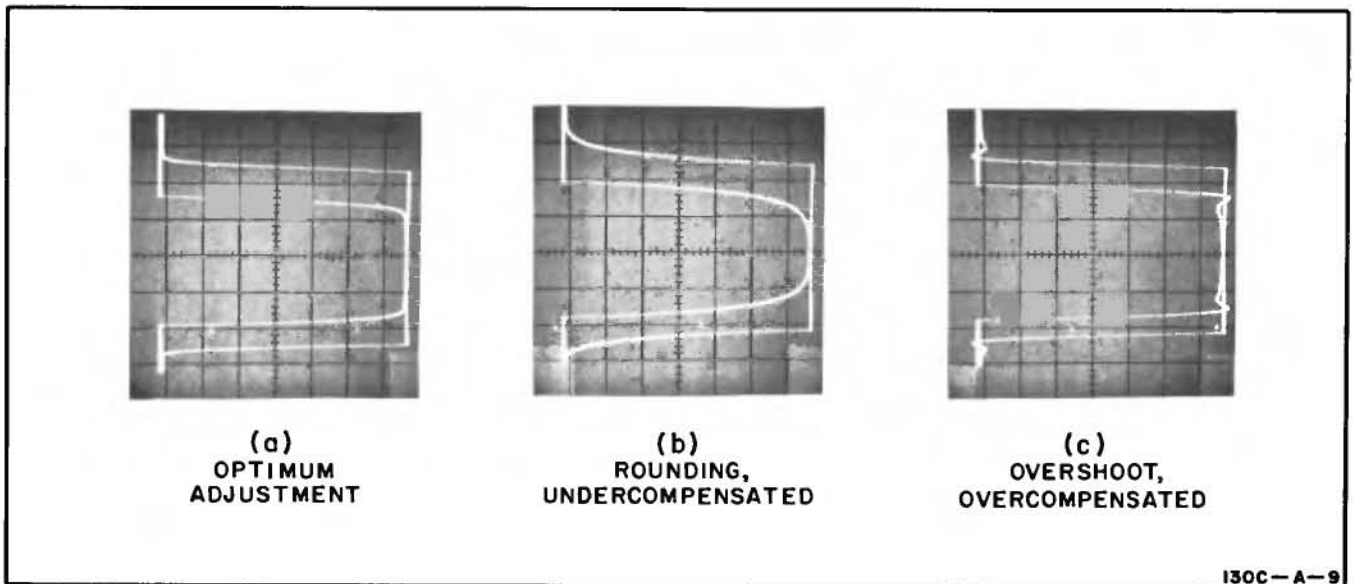 (a)
OPTIMUM
ADJUSTMENT
(b)
ROUNDING,
UNDERCOMPENSATED
(c)
OVERSHOOT,
OVERCOMPENSATED
130C-A-9